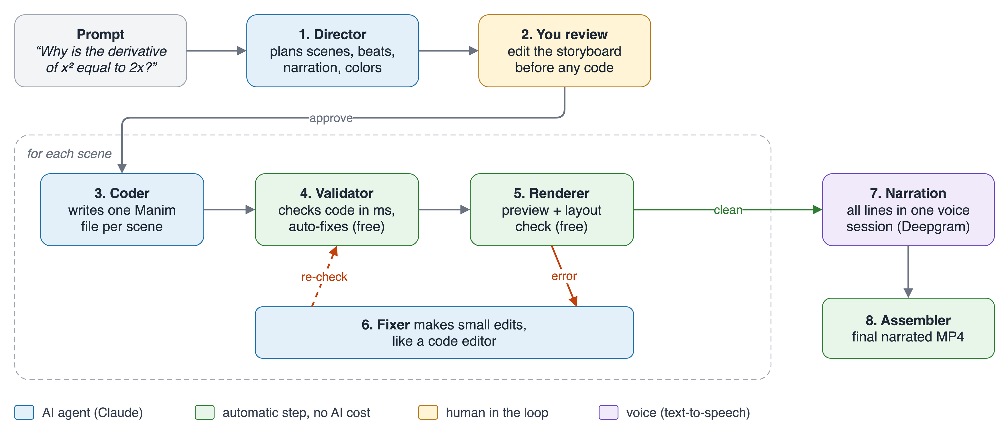 Prompt
“Why is the derivative
of x² equal to 2x?”
1. Director
plans scenes, beats,
narration, colors
2. You review
edit the storyboard
before any code
approve
for each scene
3. Coder
writes one Manim
file per scene
4. Validator
checks code in ms,
auto-fixes (free)
5. Renderer
preview + layout
check (free)
clean
7. Narration
all lines in one voice
session (Deepgram)
re-check
error
6. Fixer makes small edits,
like a code editor
8. Assembler
final narrated MP4
AI agent (Claude)
automatic step, no AI cost
human in the loop
voice (text-to-speech)